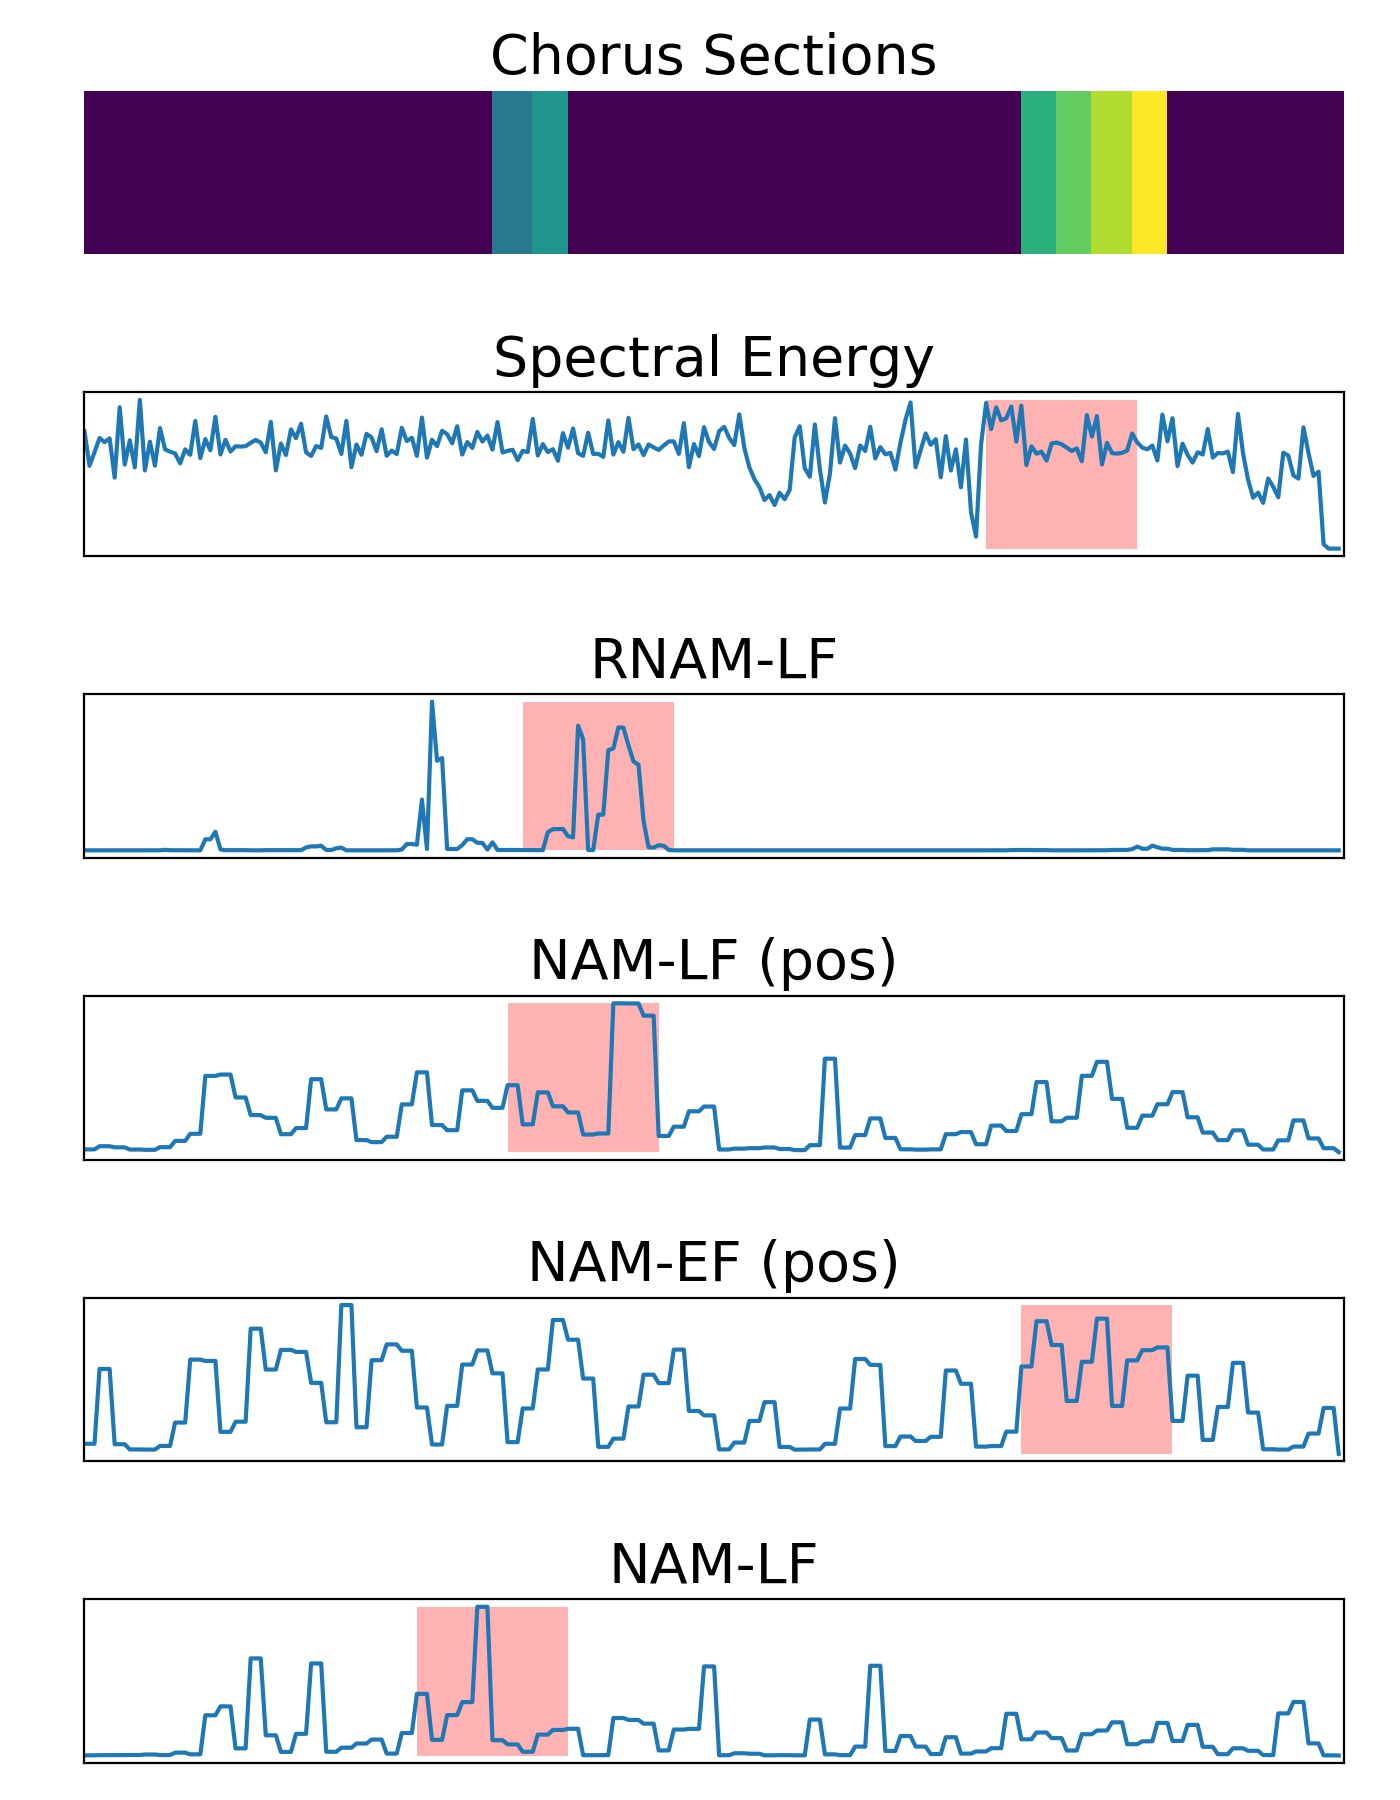 Chorus Sections
Spectral Energy
RNAM-LF
NAM-LF (pos)
NAM-EF (pos)
NAM-LF